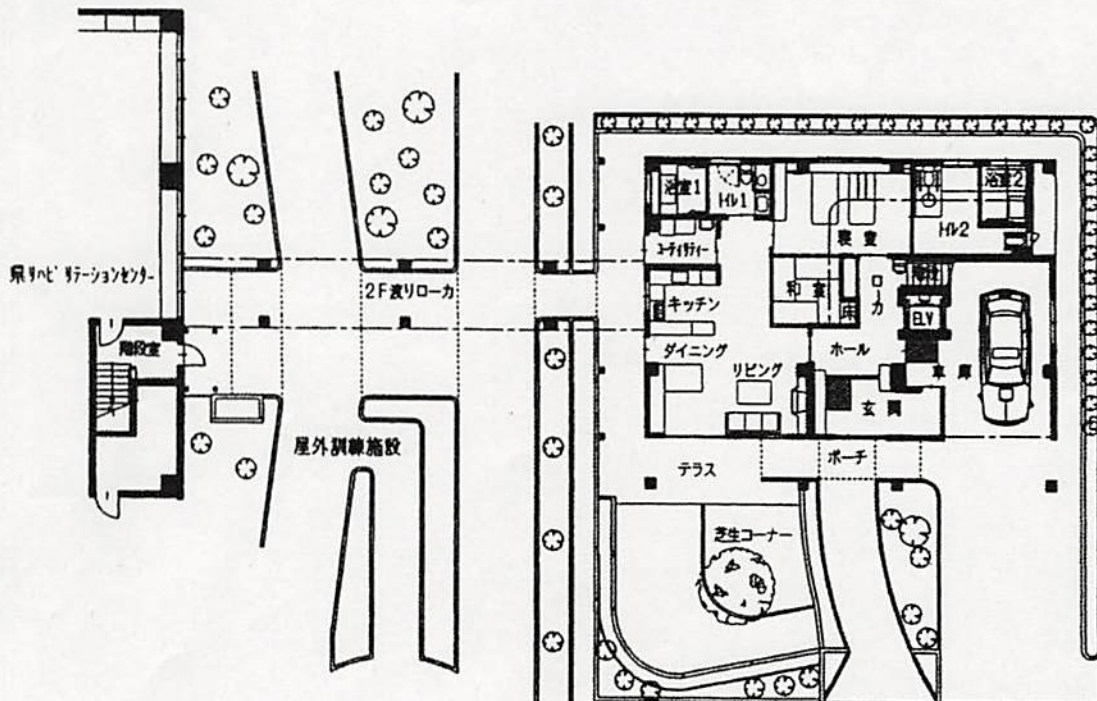 浴室1
トイレ1
浴室2
ユーティリティー
寝室
トイレ2
県リハビリテーションセンター
2F渡りローカ
キッチン
和室
床
ローカ
階段
ELV
階段室
ダイニング
リビング
ホール
車庫
玄関
屋外訓練施設
テラス
ポーチ
芝生コーナー